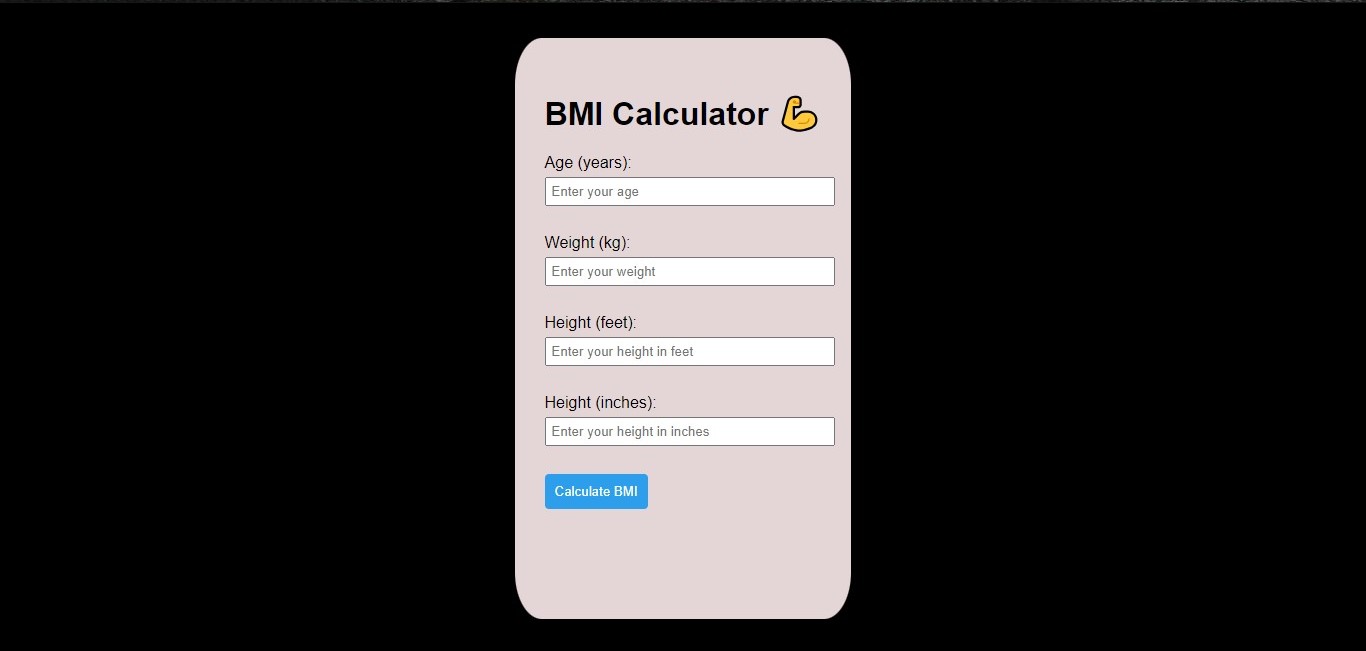 BMI Calculator 💪
Age (years):
Enter your age
Weight (kg):
Enter your weight
Height (feet):
Enter your height in feet
Height (inches):
Enter your height in inches
Calculate BMI